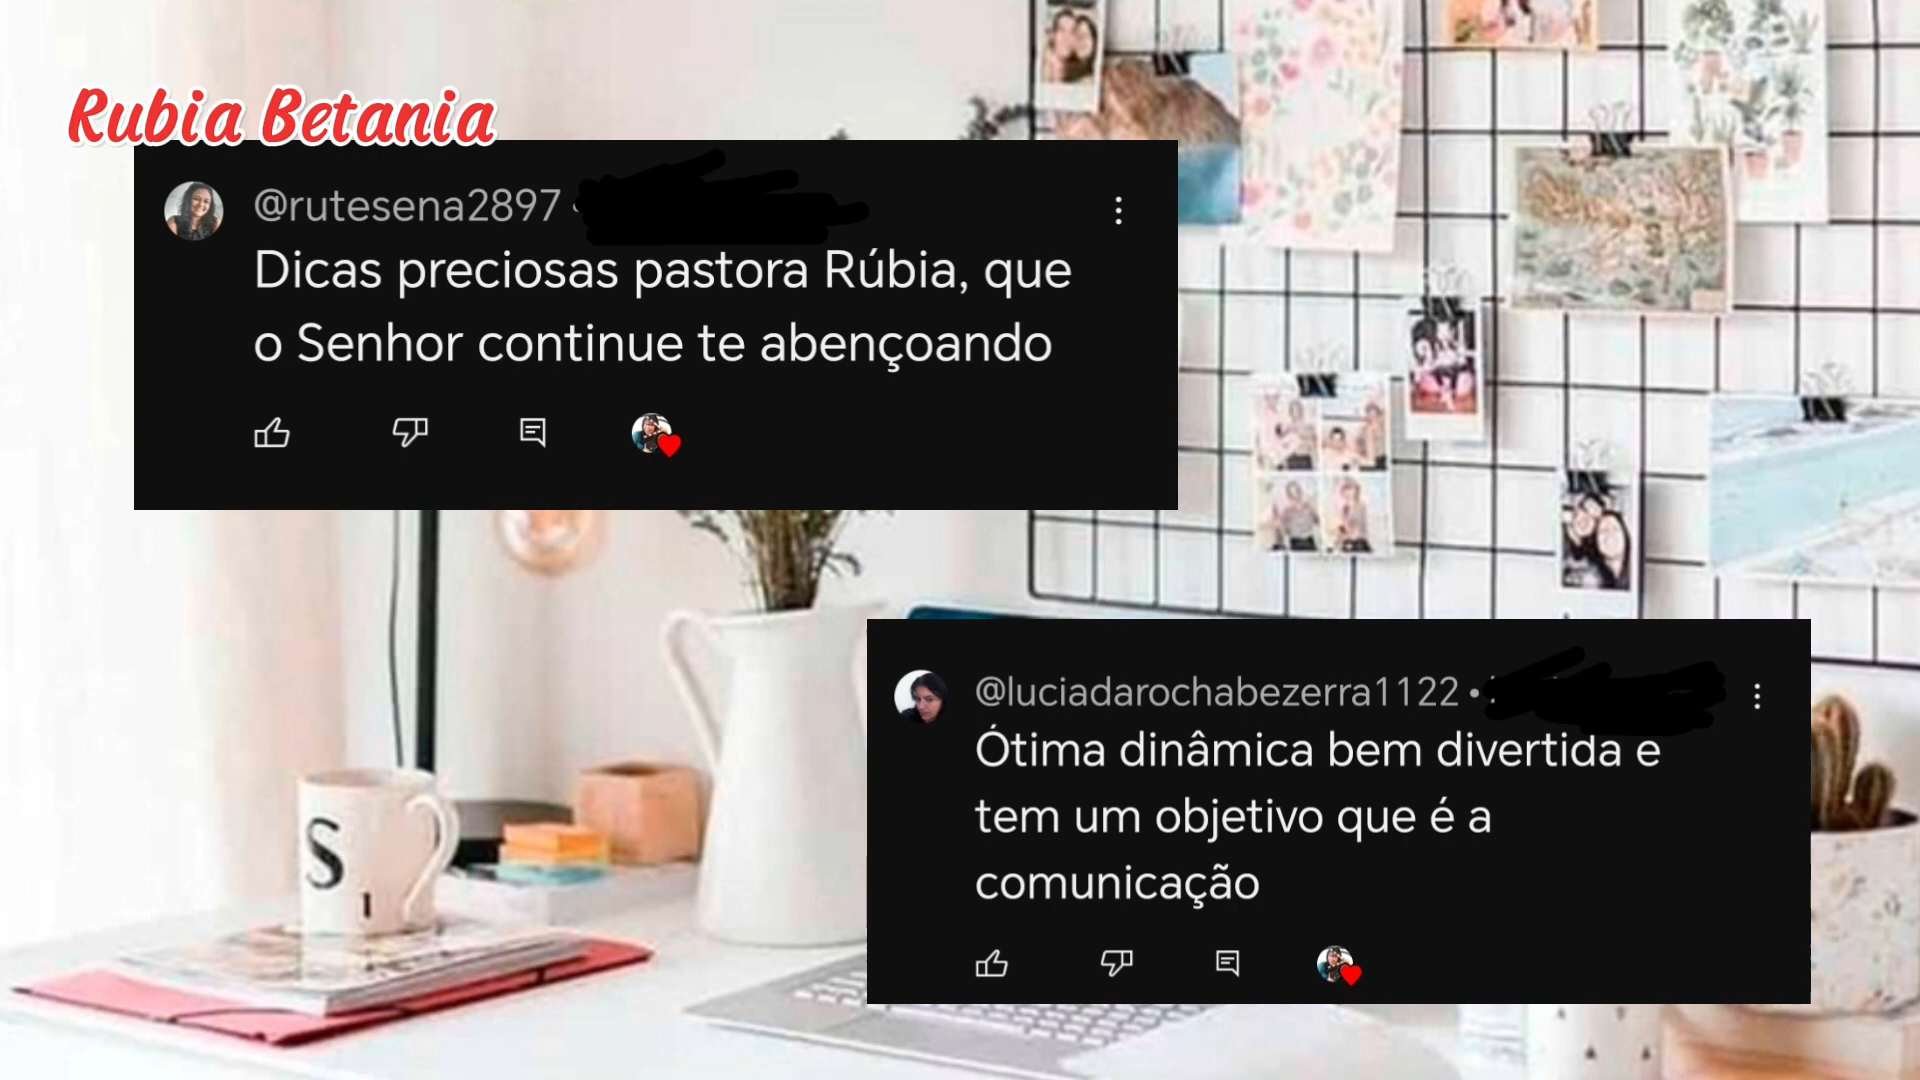 Rubia Betania
@rutesena2897 •
Dicas preciosas pastora Rúbia, que
o Senhor continue te abençoando
@luciadarochabezerra1122 •
Ótima dinâmica bem divertida e
tem um objetivo que é a
comunicação
S